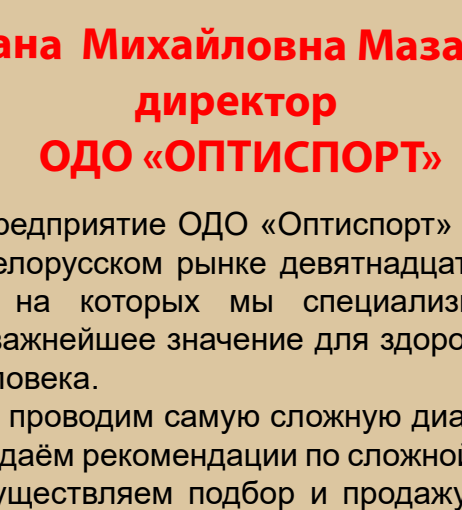 ана Михайловна Маза
директор
ОДО «ОПТИСПОРТ»
редприятие ОДО «Оптиспорт»
елорусском рынке девятнадцат
на которых мы специализ
важнейшее значение для здоро
ловека.
проводим самую сложную диа
даём рекомендации по сложной
уществляем подбор и продажу